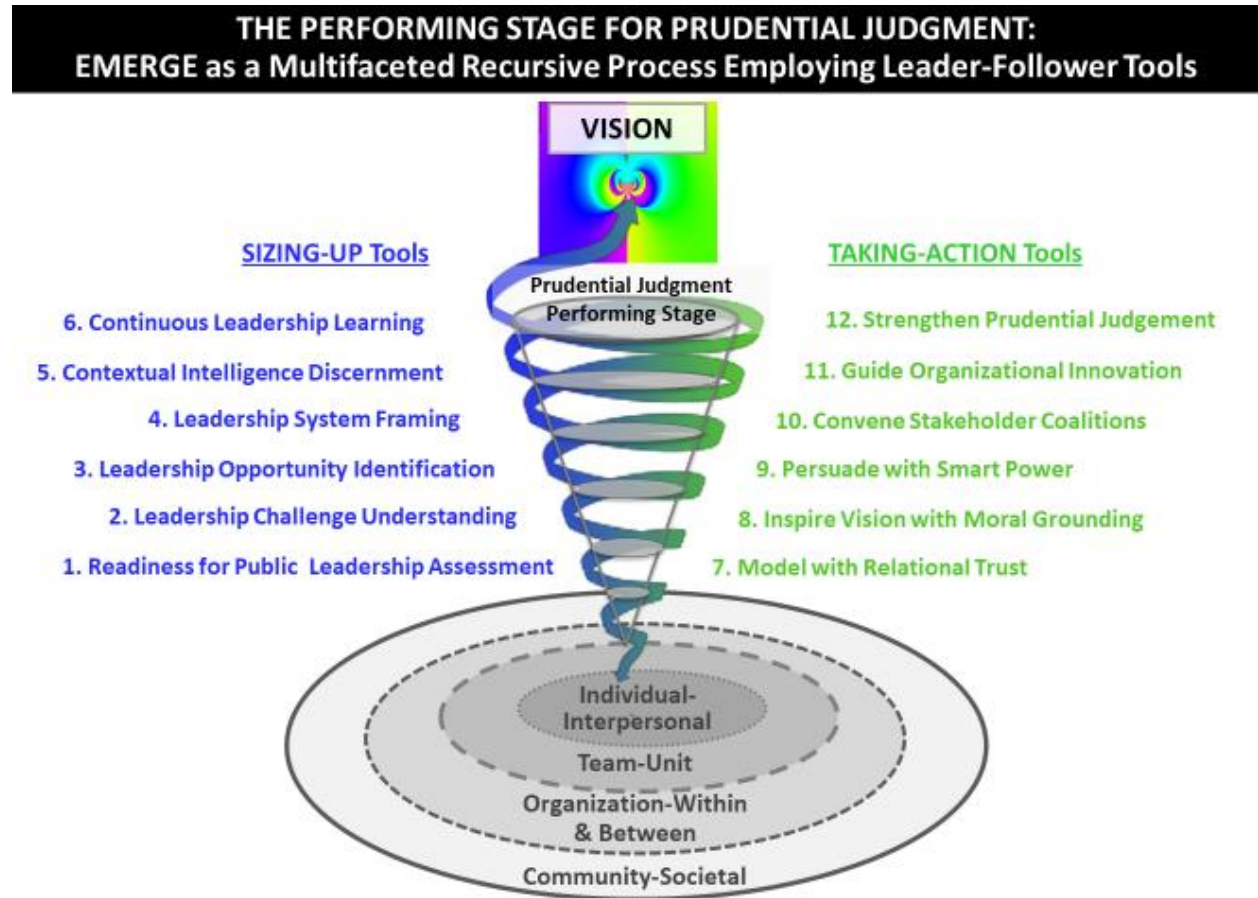 THE PERFORMING STAGE FOR PRUDENTIAL JUDGMENT:
EMERGE as a Multifaceted Recursive Process Employing Leader-Follower Tools
VISION
Prudential Judgment
Performing Stage
SIZING-UP Tools
6. Continuous Leadership Learning
5. Contextual Intelligence Discernment
4. Leadership System Framing
3. Leadership Opportunity Identification
2. Leadership Challenge Understanding
1. Readiness for Public Leadership Assessment
TAKING-ACTION Tools
12. Strengthen Prudential Judgement
11. Guide Organizational Innovation
10. Convene Stakeholder Coalitions
9. Persuade with Smart Power
8. Inspire Vision with Moral Grounding
7. Model with Relational Trust
Individual-
Interpersonal
Team-Unit
Organization-Within
& Between
Community-Societal